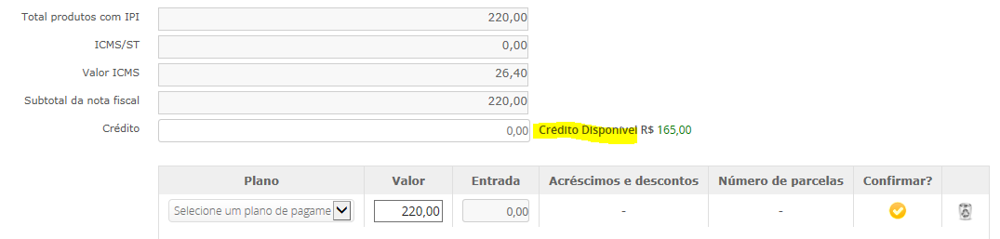 Total produtos com IPI 220,00
ICMS/ST 0,00
Valor ICMS 26,40
Subtotal da nota fiscal 220,00
Crédito 0,00 Crédito Disponível R$ 165,00
Plano Valor Entrada Acréscimos e descontos Número de parcelas Confirmar?
Selecione um plano de pagame 220,00 0,00 - -